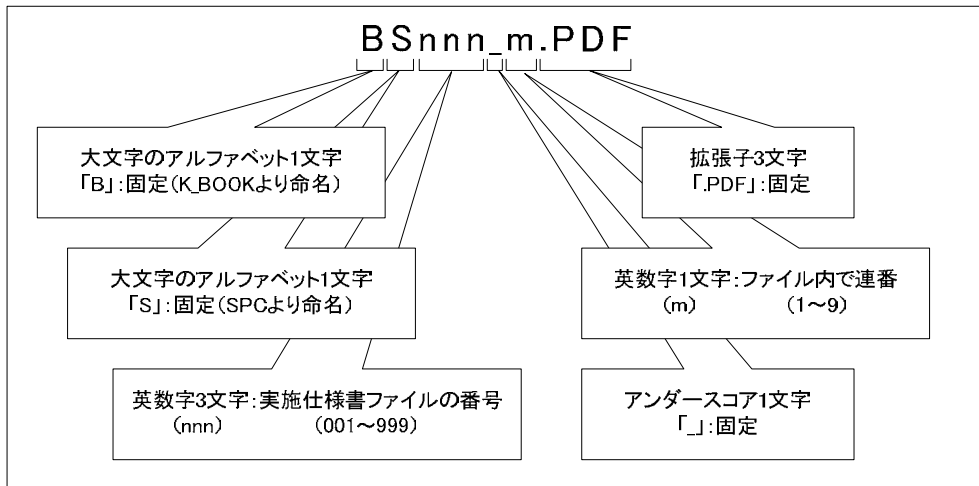 BSnnn_m.PDF
大文字のアルファベット1文字
「B」:固定(K_BOOKより命名)
大文字のアルファベット1文字
「S」:固定(SPCより命名)
英数字3文字:実施仕様書ファイルの番号
(nnn) (001~999)
拡張子3文字
「.PDF」:固定
英数字1文字:ファイル内で連番
(m) (1~9)
アンダースコア1文字
「_」:固定